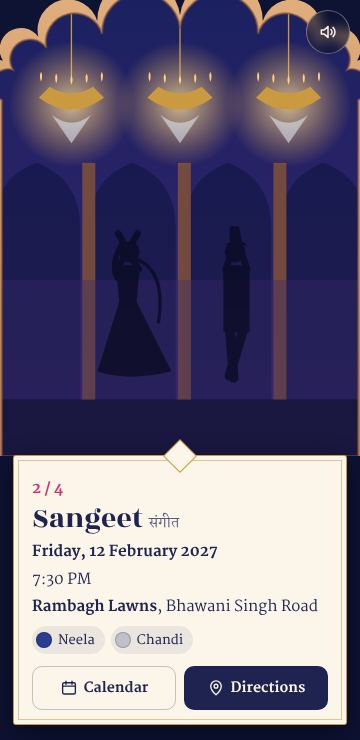 2 / 4
Sangeet संगीत
Friday, 12 February 2027
7:30 PM
Rambagh Lawns, Bhawani Singh Road
Neela Chandi
Calendar Directions